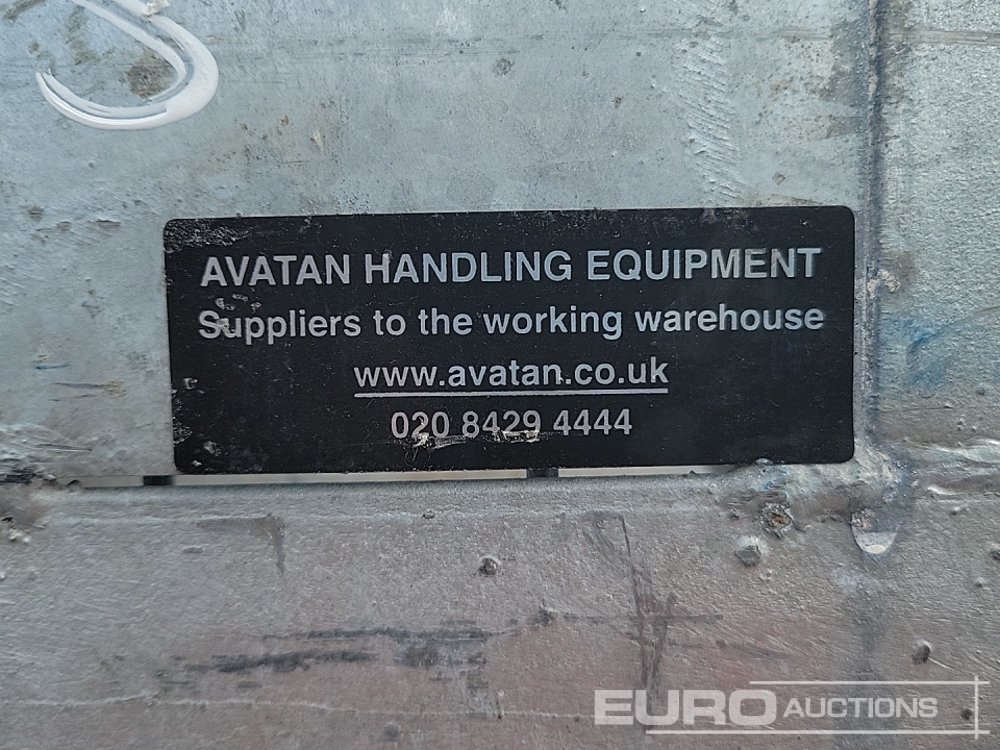 AVATAN HANDLING EQUIPMENT
Suppliers to the working warehouse
www.avatan.co.uk
020 8429 4444
EURO AUCTIONS